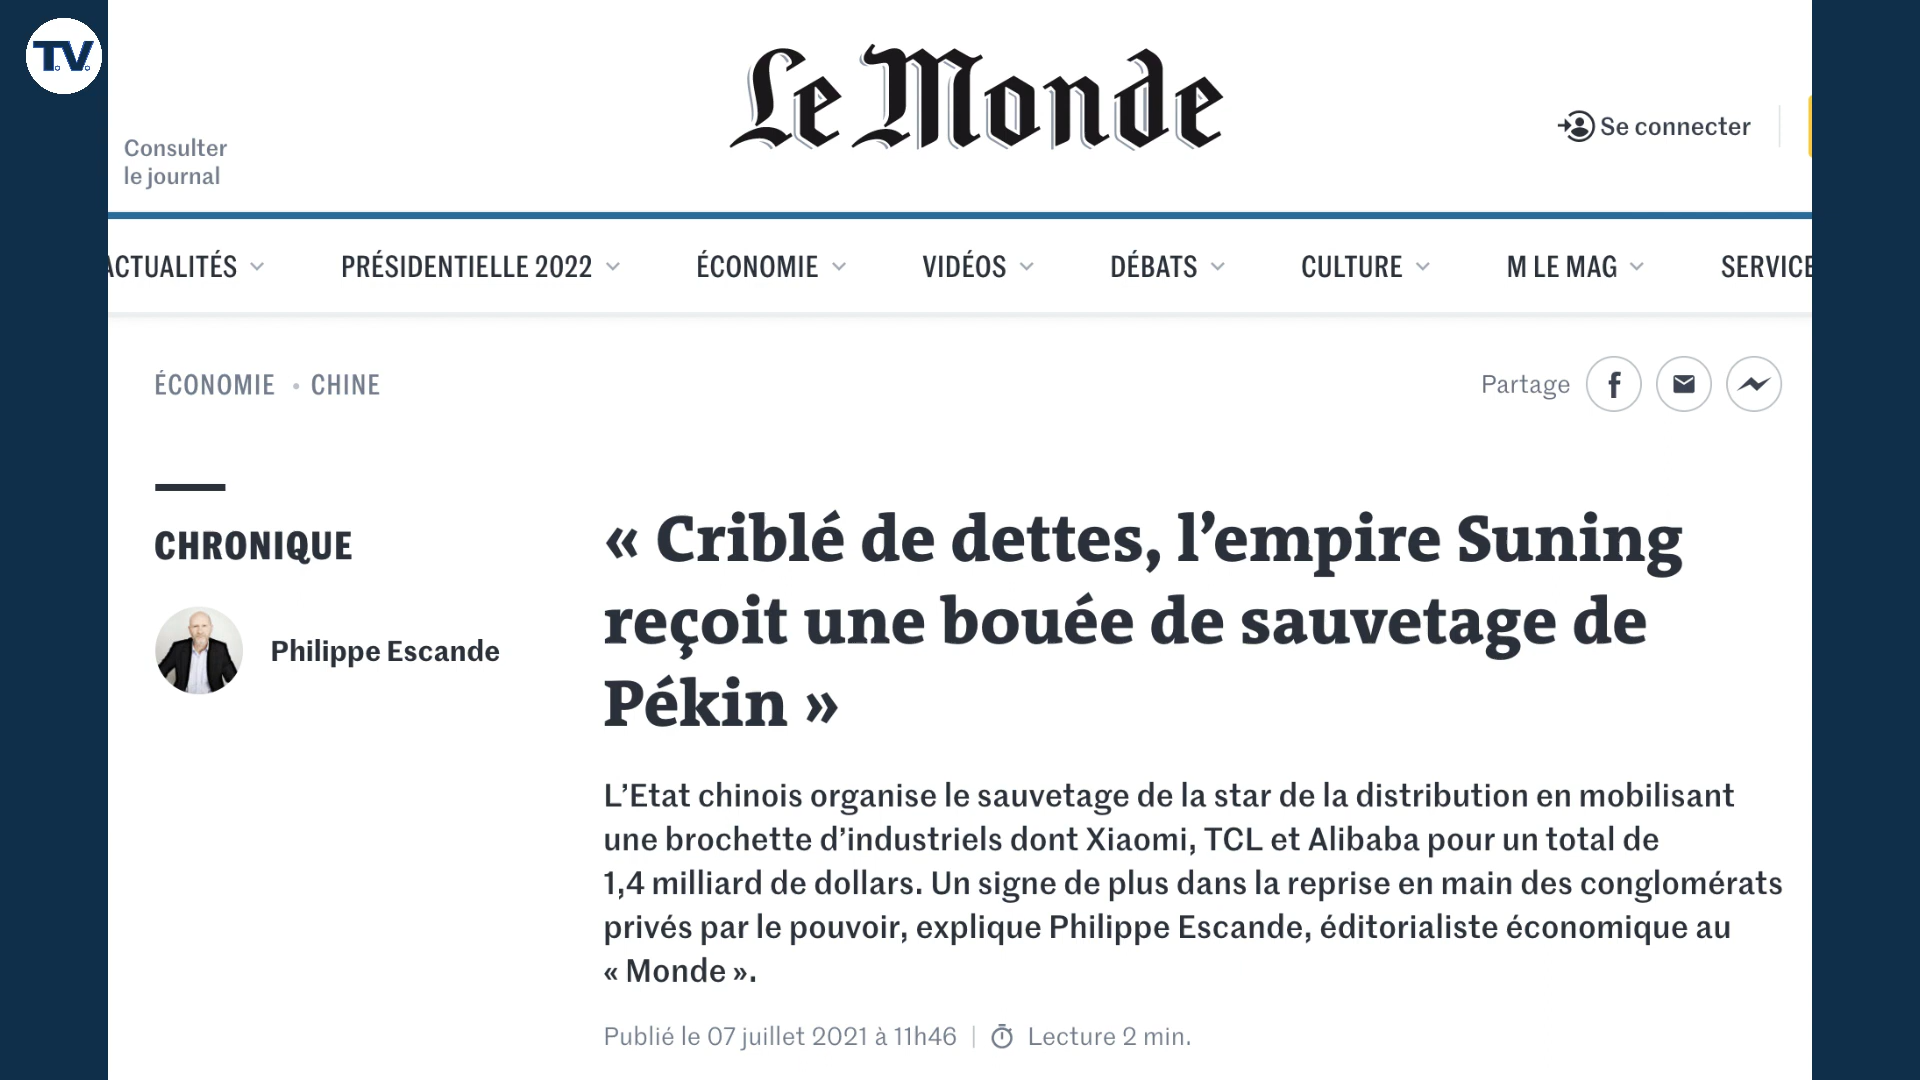 T.V.
Le Monde
Consulter
le journal
Se connecter
ACTUALITÉS
PRÉSIDENTIELLE 2022
ÉCONOMIE
VIDÉOS
DÉBATS
CULTURE
M LE MAG
SERVICE
ÉCONOMIE • CHINE
Partage
CHRONIQUE
Philippe Escande
« Criblé de dettes, l’empire Suning
reçoit une bouée de sauvetage de
Pékin »
L’Etat chinois organise le sauvetage de la star de la distribution en mobilisant
une brochette d’industriels dont Xiaomi, TCL et Alibaba pour un total de
1,4 milliard de dollars. Un signe de plus dans la reprise en main des conglomérats
privés par le pouvoir, explique Philippe Escande, éditorialiste économique au
« Monde ».
Publié le 07 juillet 2021 à 11h46 | Lecture 2 min.